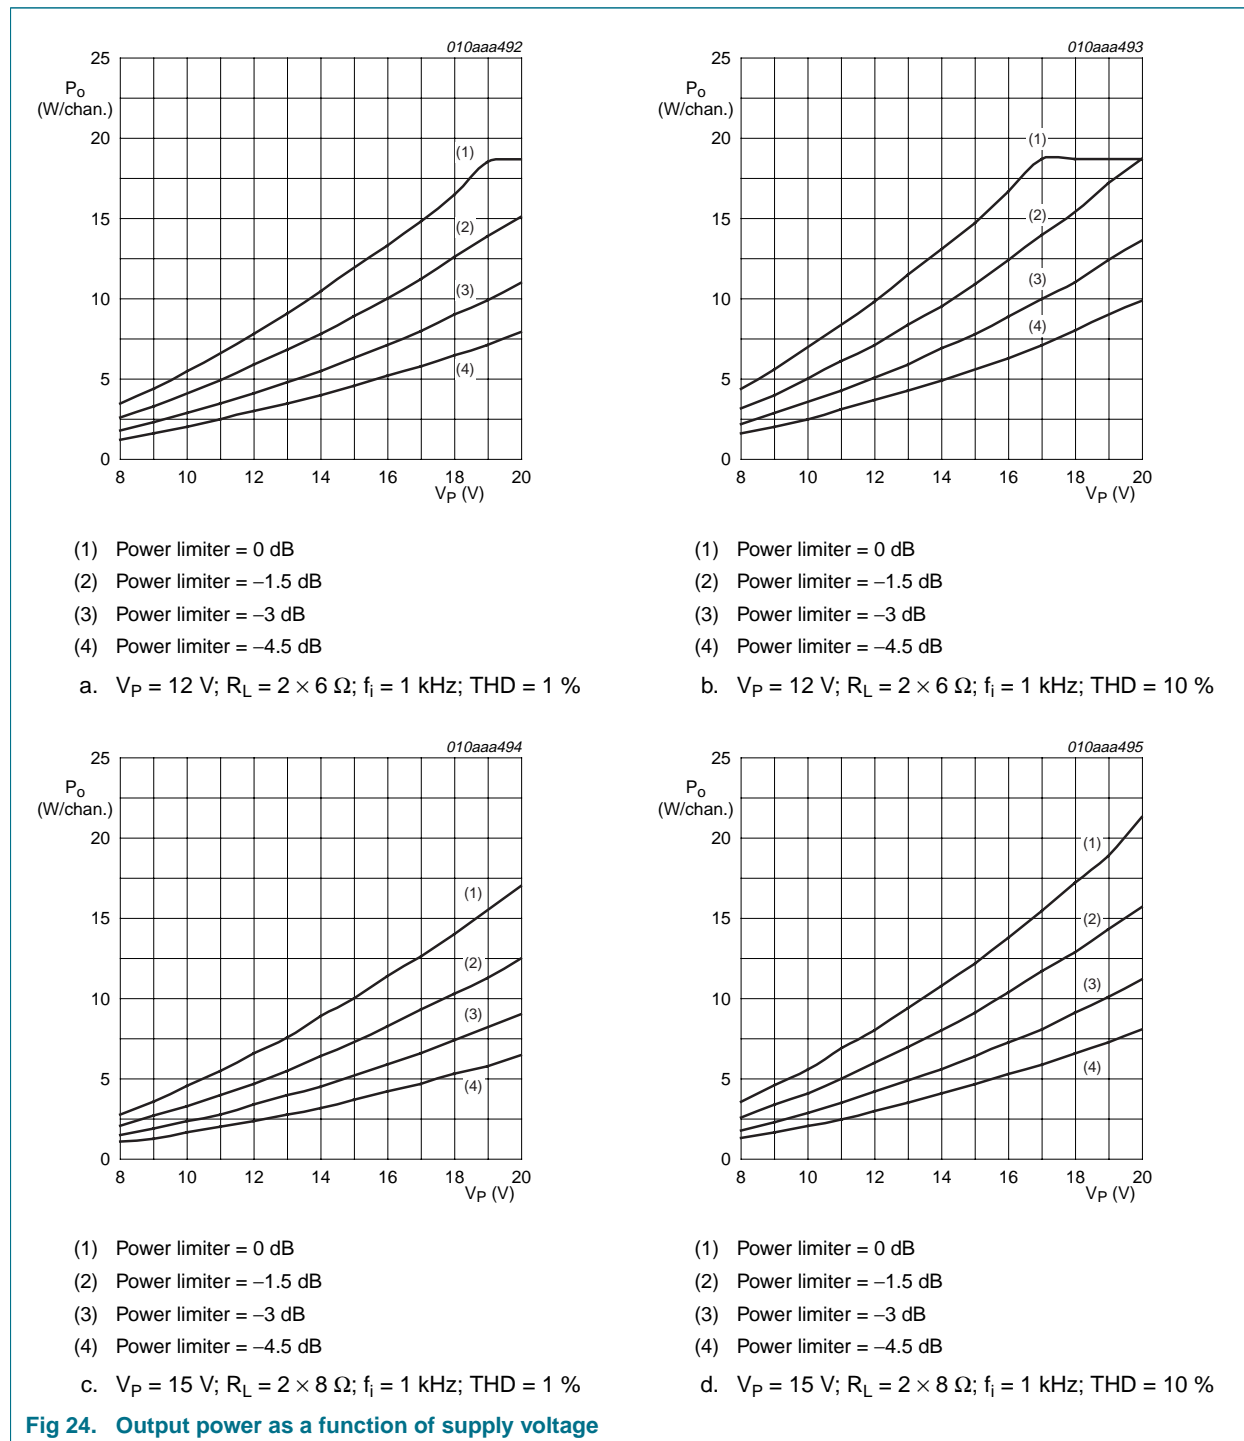 010aaa492
25
Po
(W/chan.)
20
15
10
5
0
(1)
(2)
(3)
(4)
8 10 12 14 16 18 20
VP (V)
(1) Power limiter = 0 dB
(2) Power limiter = −1.5 dB
(3) Power limiter = −3 dB
(4) Power limiter = −4.5 dB
a. VP = 12 V; RL = 2 × 6 Ω; fi = 1 kHz; THD = 1 %
010aaa493
25
Po
(W/chan.)
20
15
10
5
0
(1)
(2)
(3)
(4)
8 10 12 14 16 18 20
VP (V)
(1) Power limiter = 0 dB
(2) Power limiter = −1.5 dB
(3) Power limiter = −3 dB
(4) Power limiter = −4.5 dB
b. VP = 12 V; RL = 2 × 6 Ω; fi = 1 kHz; THD = 10 %
010aaa494
25
Po
(W/chan.)
20
15
10
5
0
(1)
(2)
(3)
(4)
8 10 12 14 16 18 20
VP (V)
(1) Power limiter = 0 dB
(2) Power limiter = −1.5 dB
(3) Power limiter = −3 dB
(4) Power limiter = −4.5 dB
c. VP = 15 V; RL = 2 × 8 Ω; fi = 1 kHz; THD = 1 %
010aaa495
25
Po
(W/chan.)
20
15
10
5
0
(1)
(2)
(3)
(4)
8 10 12 14 16 18 20
VP (V)
(1) Power limiter = 0 dB
(2) Power limiter = −1.5 dB
(3) Power limiter = −3 dB
(4) Power limiter = −4.5 dB
d. VP = 15 V; RL = 2 × 8 Ω; fi = 1 kHz; THD = 10 %
Fig 24. Output power as a function of supply voltage